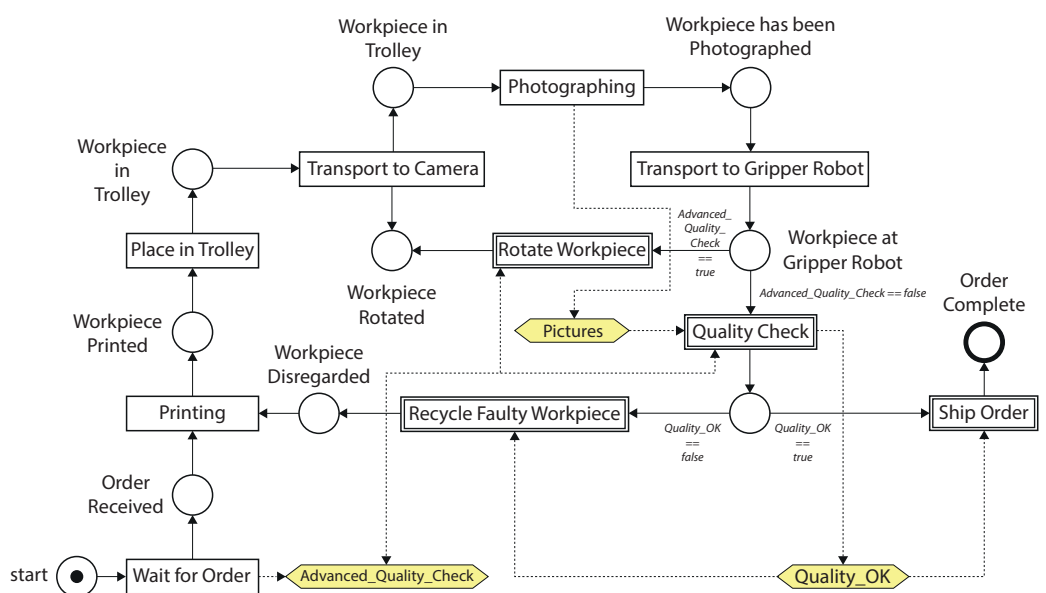 Workpiece in
Trolley
Workpiece has been
Photographed
Photographing
Workpiece
in
Trolley
Transport to Camera
Transport to Gripper Robot
Advanced_
Quality_
Check
==
true
Place in Trolley
Rotate Workpiece
Workpiece at
Gripper Robot
Workpiece
Rotated
Advanced_Quality_Check == false
Order
Complete
Workpiece
Printed
Pictures
Quality Check
Workpiece
Disregarded
Printing
Recycle Faulty Workpiece
Quality_OK
==
false
Quality_OK
==
true
Ship Order
Order
Received
start
Wait for Order
Advanced_Quality_Check
Quality_OK